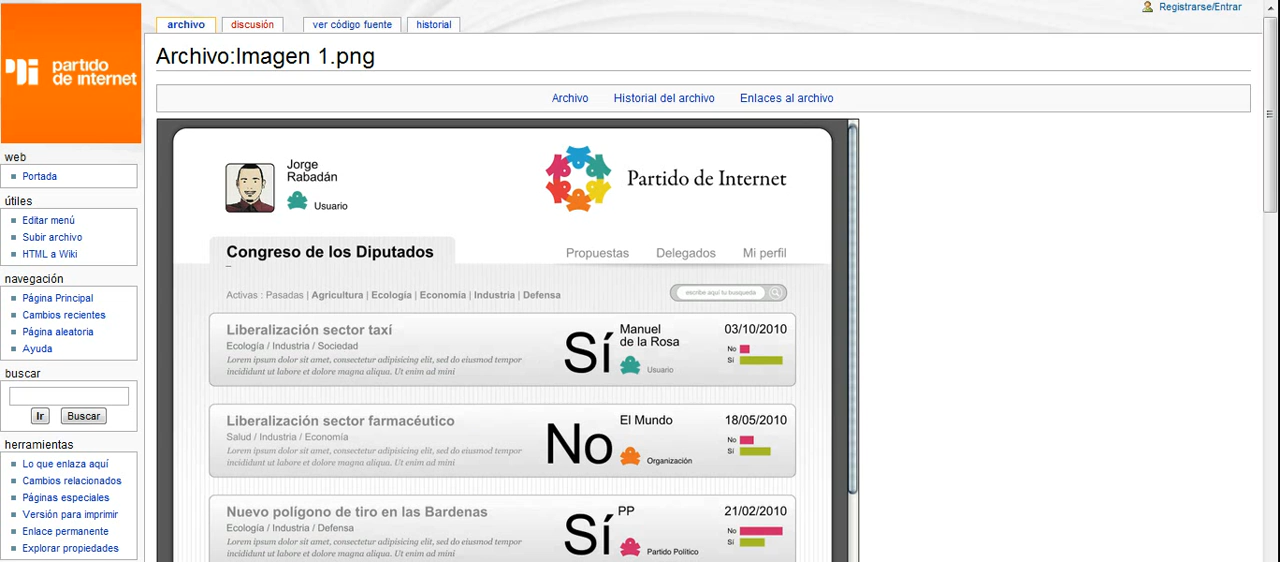 archivo
discusión
ver código fuente
historial
Registrarse/Entrar
partido
de internet
Archivo:Imagen 1.png
Archivo
Historial del archivo
Enlaces al archivo
web
Portada
útiles
Editar menú
Subir archivo
HTML a Wiki
navegación
Página Principal
Cambios recientes
Página aleatoria
Ayuda
buscar
Ir
Buscar
herramientas
Lo que enlaza aquí
Cambios relacionados
Páginas especiales
Versión para imprimir
Enlace permanente
Explorar propiedades
Jorge
Rabadán
Usuario
Partido de Internet
Congreso de los Diputados
Propuestas
Delegados
Mi perfil
Activas : Pasadas | Agricultura | Ecología | Economía | Industria | Defensa
escribe aquí tu busqueda
Liberalización sector taxí
Ecología / Industria / Sociedad
Lorem ipsum dolor sit amet, consectetur adipisicing elit, sed do eiusmod tempor
incididunt ut labore et dolore magna aliqua. Ut enim ad mini
Sí
Manuel
de la Rosa
Usuario
03/10/2010
No
Sí
Liberalización sector farmacéutico
Salud / Industria / Economía
Lorem ipsum dolor sit amet, consectetur adipisicing elit, sed do eiusmod tempor
incididunt ut labore et dolore magna aliqua. Ut enim ad mini
No
El Mundo
Organización
18/05/2010
No
Sí
Nuevo polígono de tiro en las Bardenas
Ecología / Industria / Defensa
Lorem ipsum dolor sit amet, consectetur adipisicing elit, sed do eiusmod tempor
incididunt ut labore et dolore magna aliqua. Ut enim ad mini
Sí
PP
Partido Político
21/02/2010
No
Sí